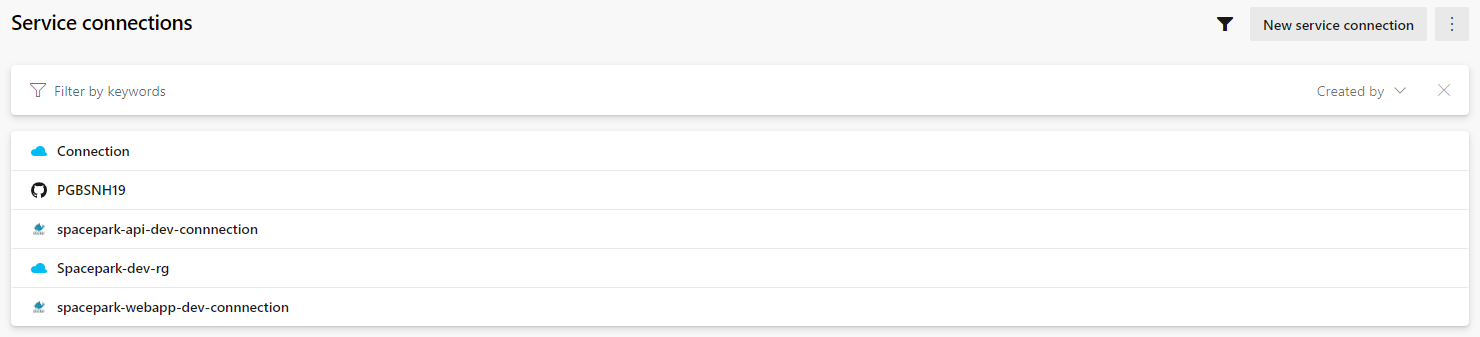 Service connections
New service connection
Filter by keywords
Created by
Connection
PGBSNH19
spacepark-api-dev-connnection
Spacepark-dev-rg
spacepark-webapp-dev-connnection